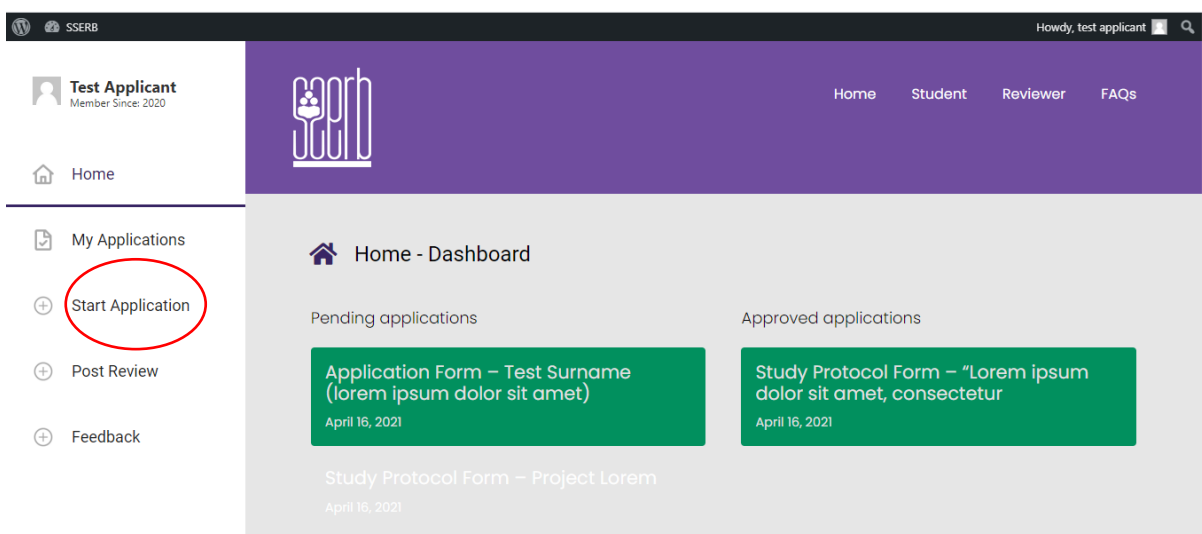 SSERB
Howdy, test applicant
Test Applicant
Member Since: 2020
Home
My Applications
Start Application
Post Review
Feedback
sserb
Home Student Reviewer FAQs
Home - Dashboard
Pending applications
Application Form – Test Surname
(lorem ipsum dolor sit amet)
April 16, 2021
Study Protocol Form – Project Lorem
April 16, 2021
Approved applications
Study Protocol Form – “Lorem ipsum
dolor sit amet, consectetur
April 16, 2021